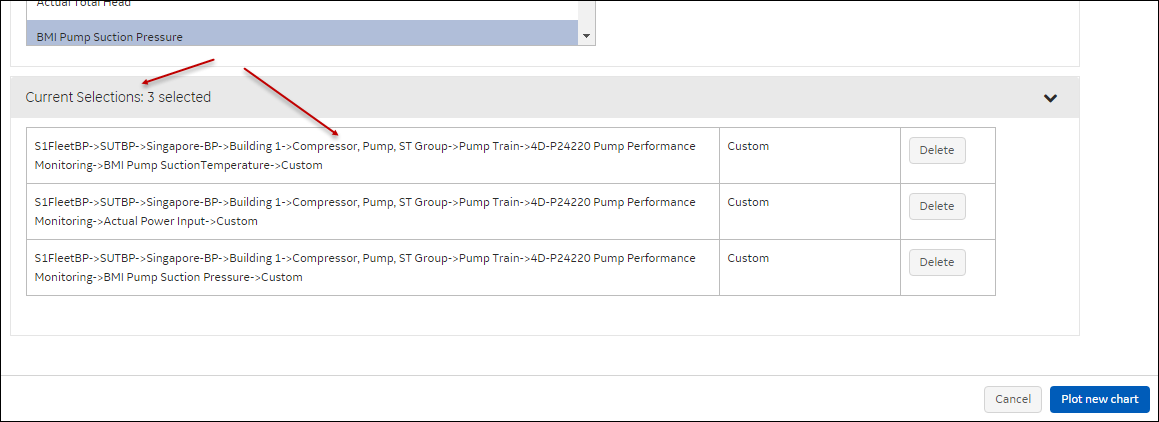 Actual Total Head
BMI Pump Suction Pressure
Current Selections: 3 selected
S1FleetBP->SUTBP->Singapore-BP->Building 1->Compressor, Pump, ST Group->Pump Train->4D-P24220 Pump Performance Custom Delete
Monitoring->BMI Pump SuctionTemperature->Custom
S1FleetBP->SUTBP->Singapore-BP->Building 1->Compressor, Pump, ST Group->Pump Train->4D-P24220 Pump Performance Custom Delete
Monitoring->Actual Power Input->Custom
S1FleetBP->SUTBP->Singapore-BP->Building 1->Compressor, Pump, ST Group->Pump Train->4D-P24220 Pump Performance Custom Delete
Monitoring->BMI Pump Suction Pressure->Custom
Cancel Plot new chart